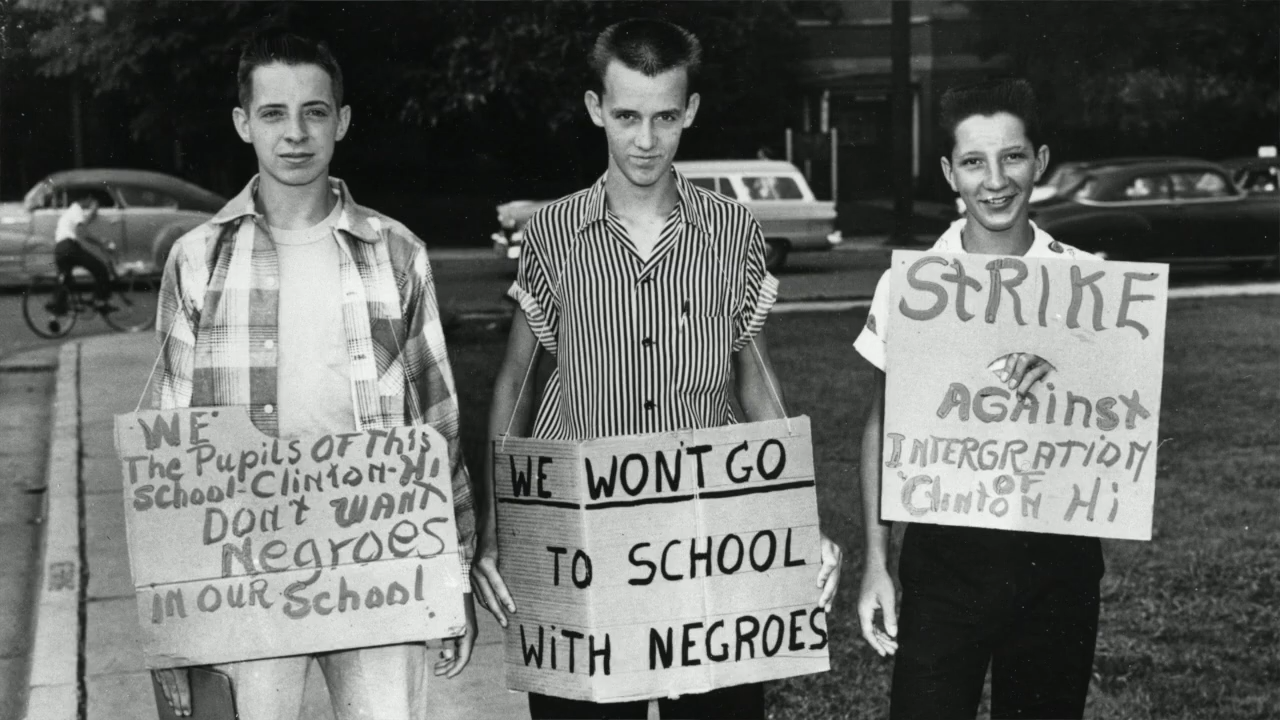 WE
The Pupils OF This
School-Clinton-Hi
DON't WANT
Negroes
IN OUR School.
WE WON'T GO
TO SCHOOL
WiTH NEGROES
StRIKE
AGAinst
INTERGRATiON
OF
"Clinton Hi